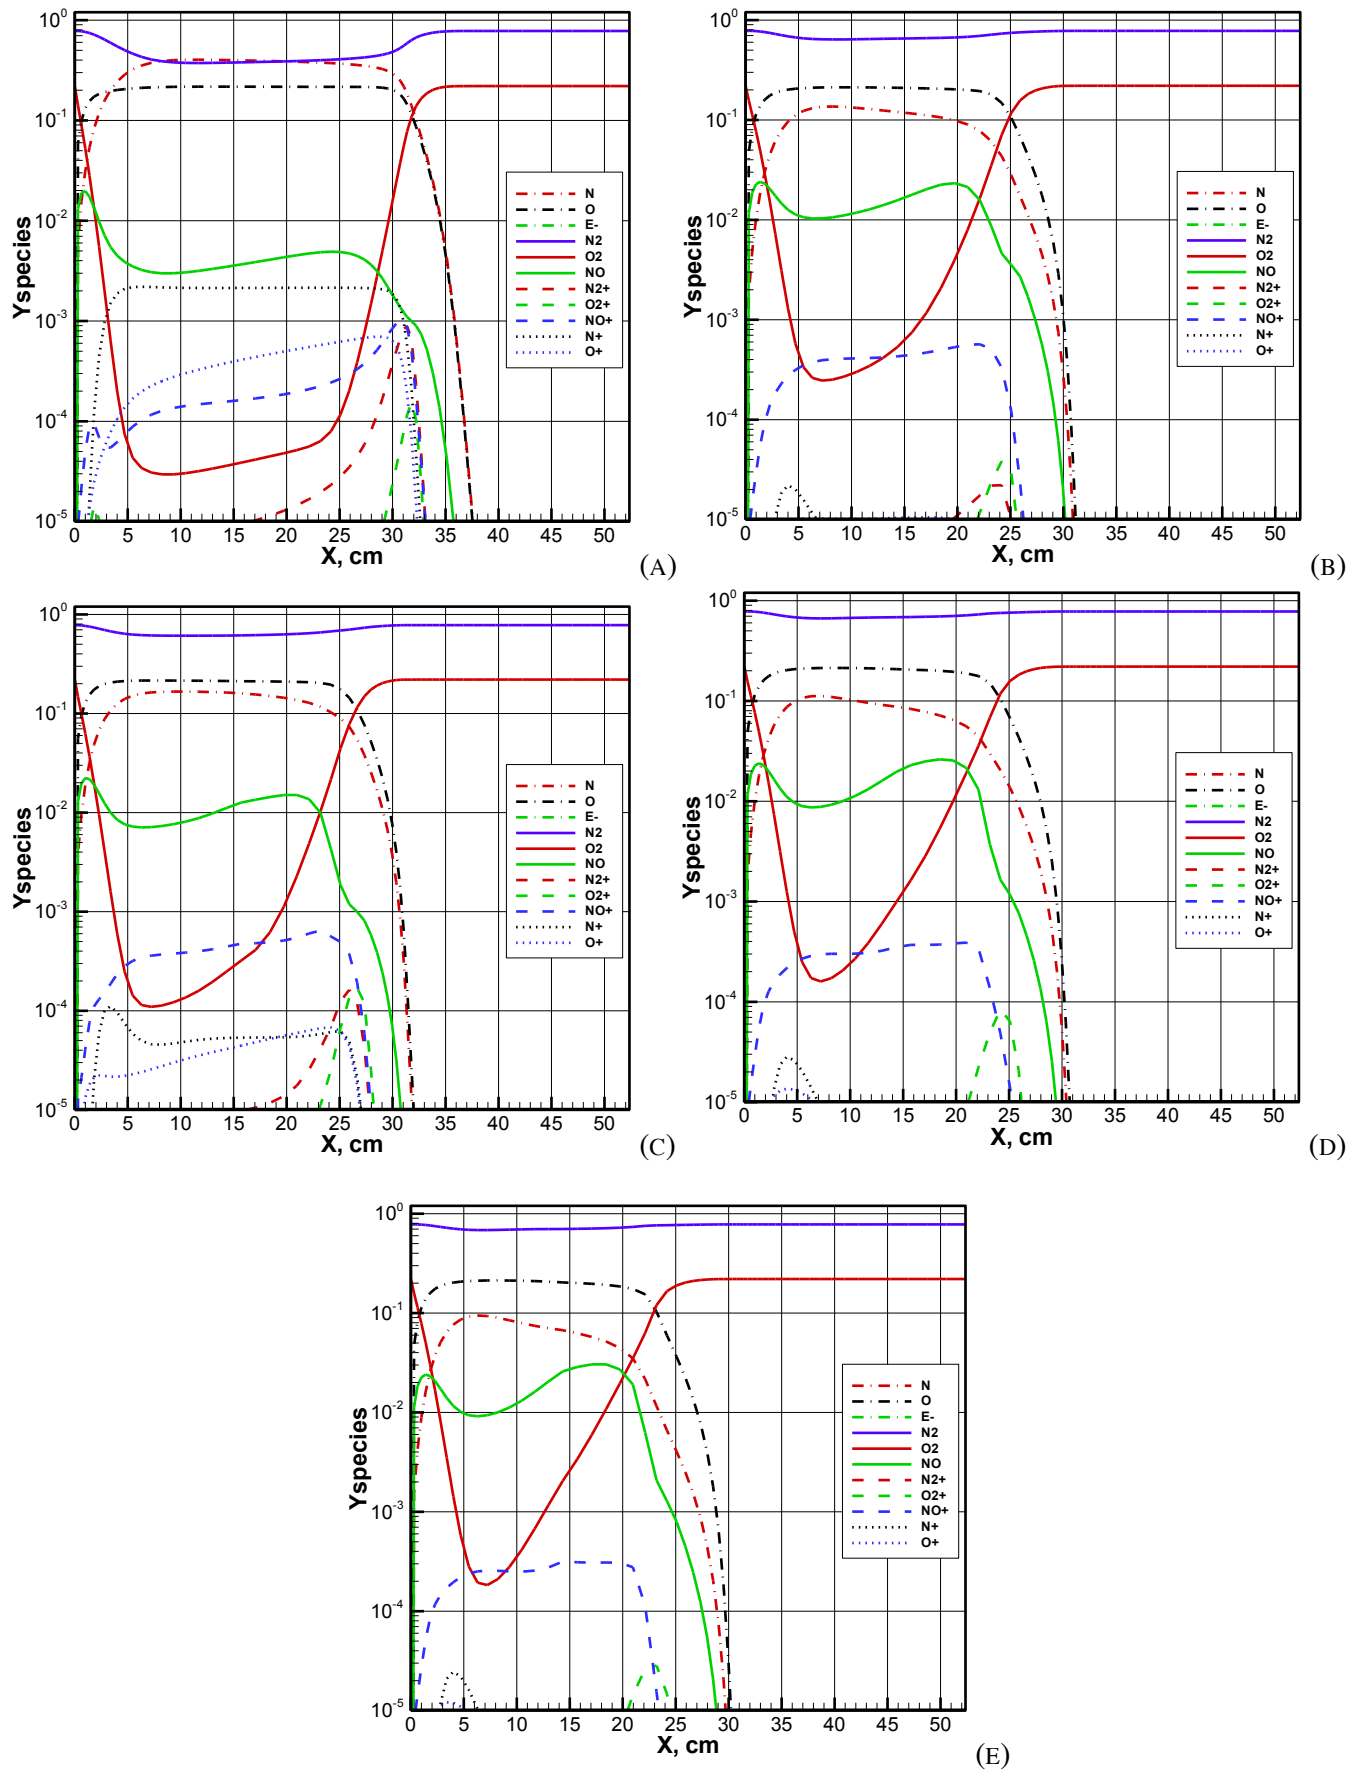 Yspecies
10^0
10^-1
10^-2
10^-3
10^-4
10^-5
0 5 10 15 20 25 30 35 40 45 50
X, cm
N
O
E-
N2
O2
NO
N2+
O2+
NO+
N+
O+
(A)
Yspecies
10^0
10^-1
10^-2
10^-3
10^-4
10^-5
0 5 10 15 20 25 30 35 40 45 50
X, cm
N
O
E-
N2
O2
NO
N2+
O2+
NO+
N+
O+
(B)
Yspecies
10^0
10^-1
10^-2
10^-3
10^-4
10^-5
0 5 10 15 20 25 30 35 40 45 50
X, cm
N
O
E-
N2
O2
NO
N2+
O2+
NO+
N+
O+
(C)
Yspecies
10^0
10^-1
10^-2
10^-3
10^-4
10^-5
0 5 10 15 20 25 30 35 40 45 50
X, cm
N
O
E-
N2
O2
NO
N2+
O2+
NO+
N+
O+
(D)
Yspecies
10^0
10^-1
10^-2
10^-3
10^-4
10^-5
0 5 10 15 20 25 30 35 40 45 50
X, cm
N
O
E-
N2
O2
NO
N2+
O2+
NO+
N+
O+
(E)